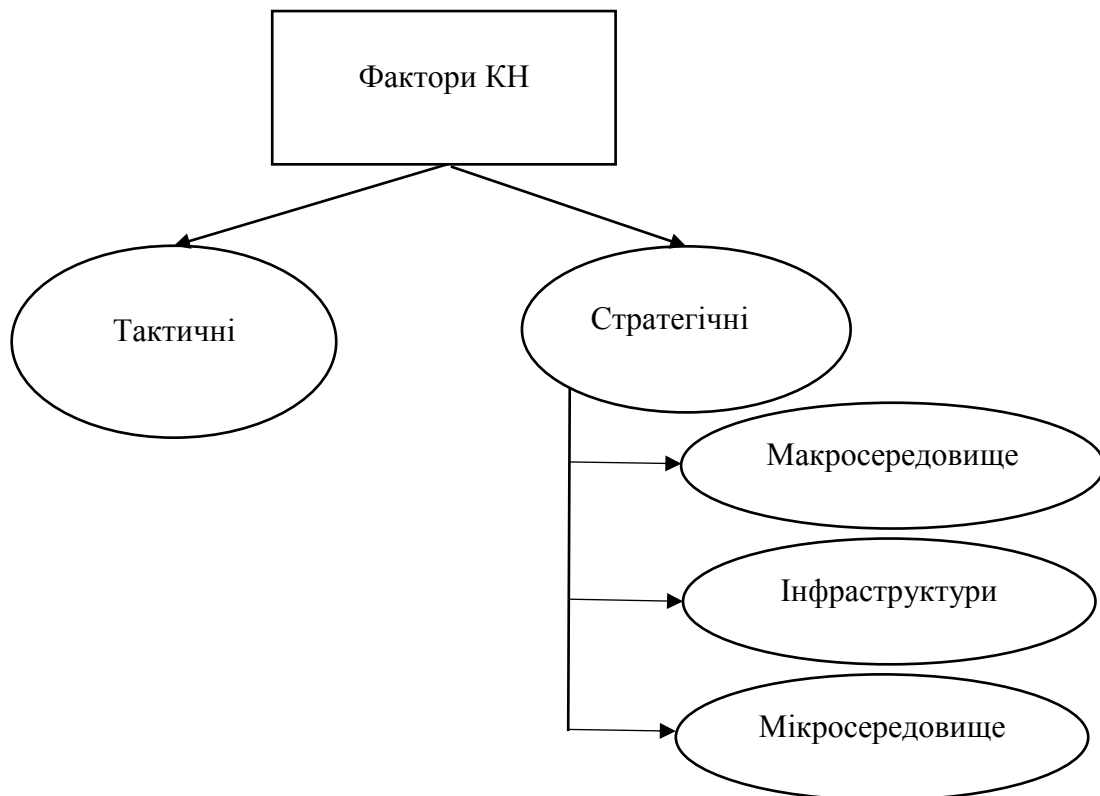 Фактори КН
Тактичні
Стратегічні
Макросередовище
Інфраструктури
Мікросередовище